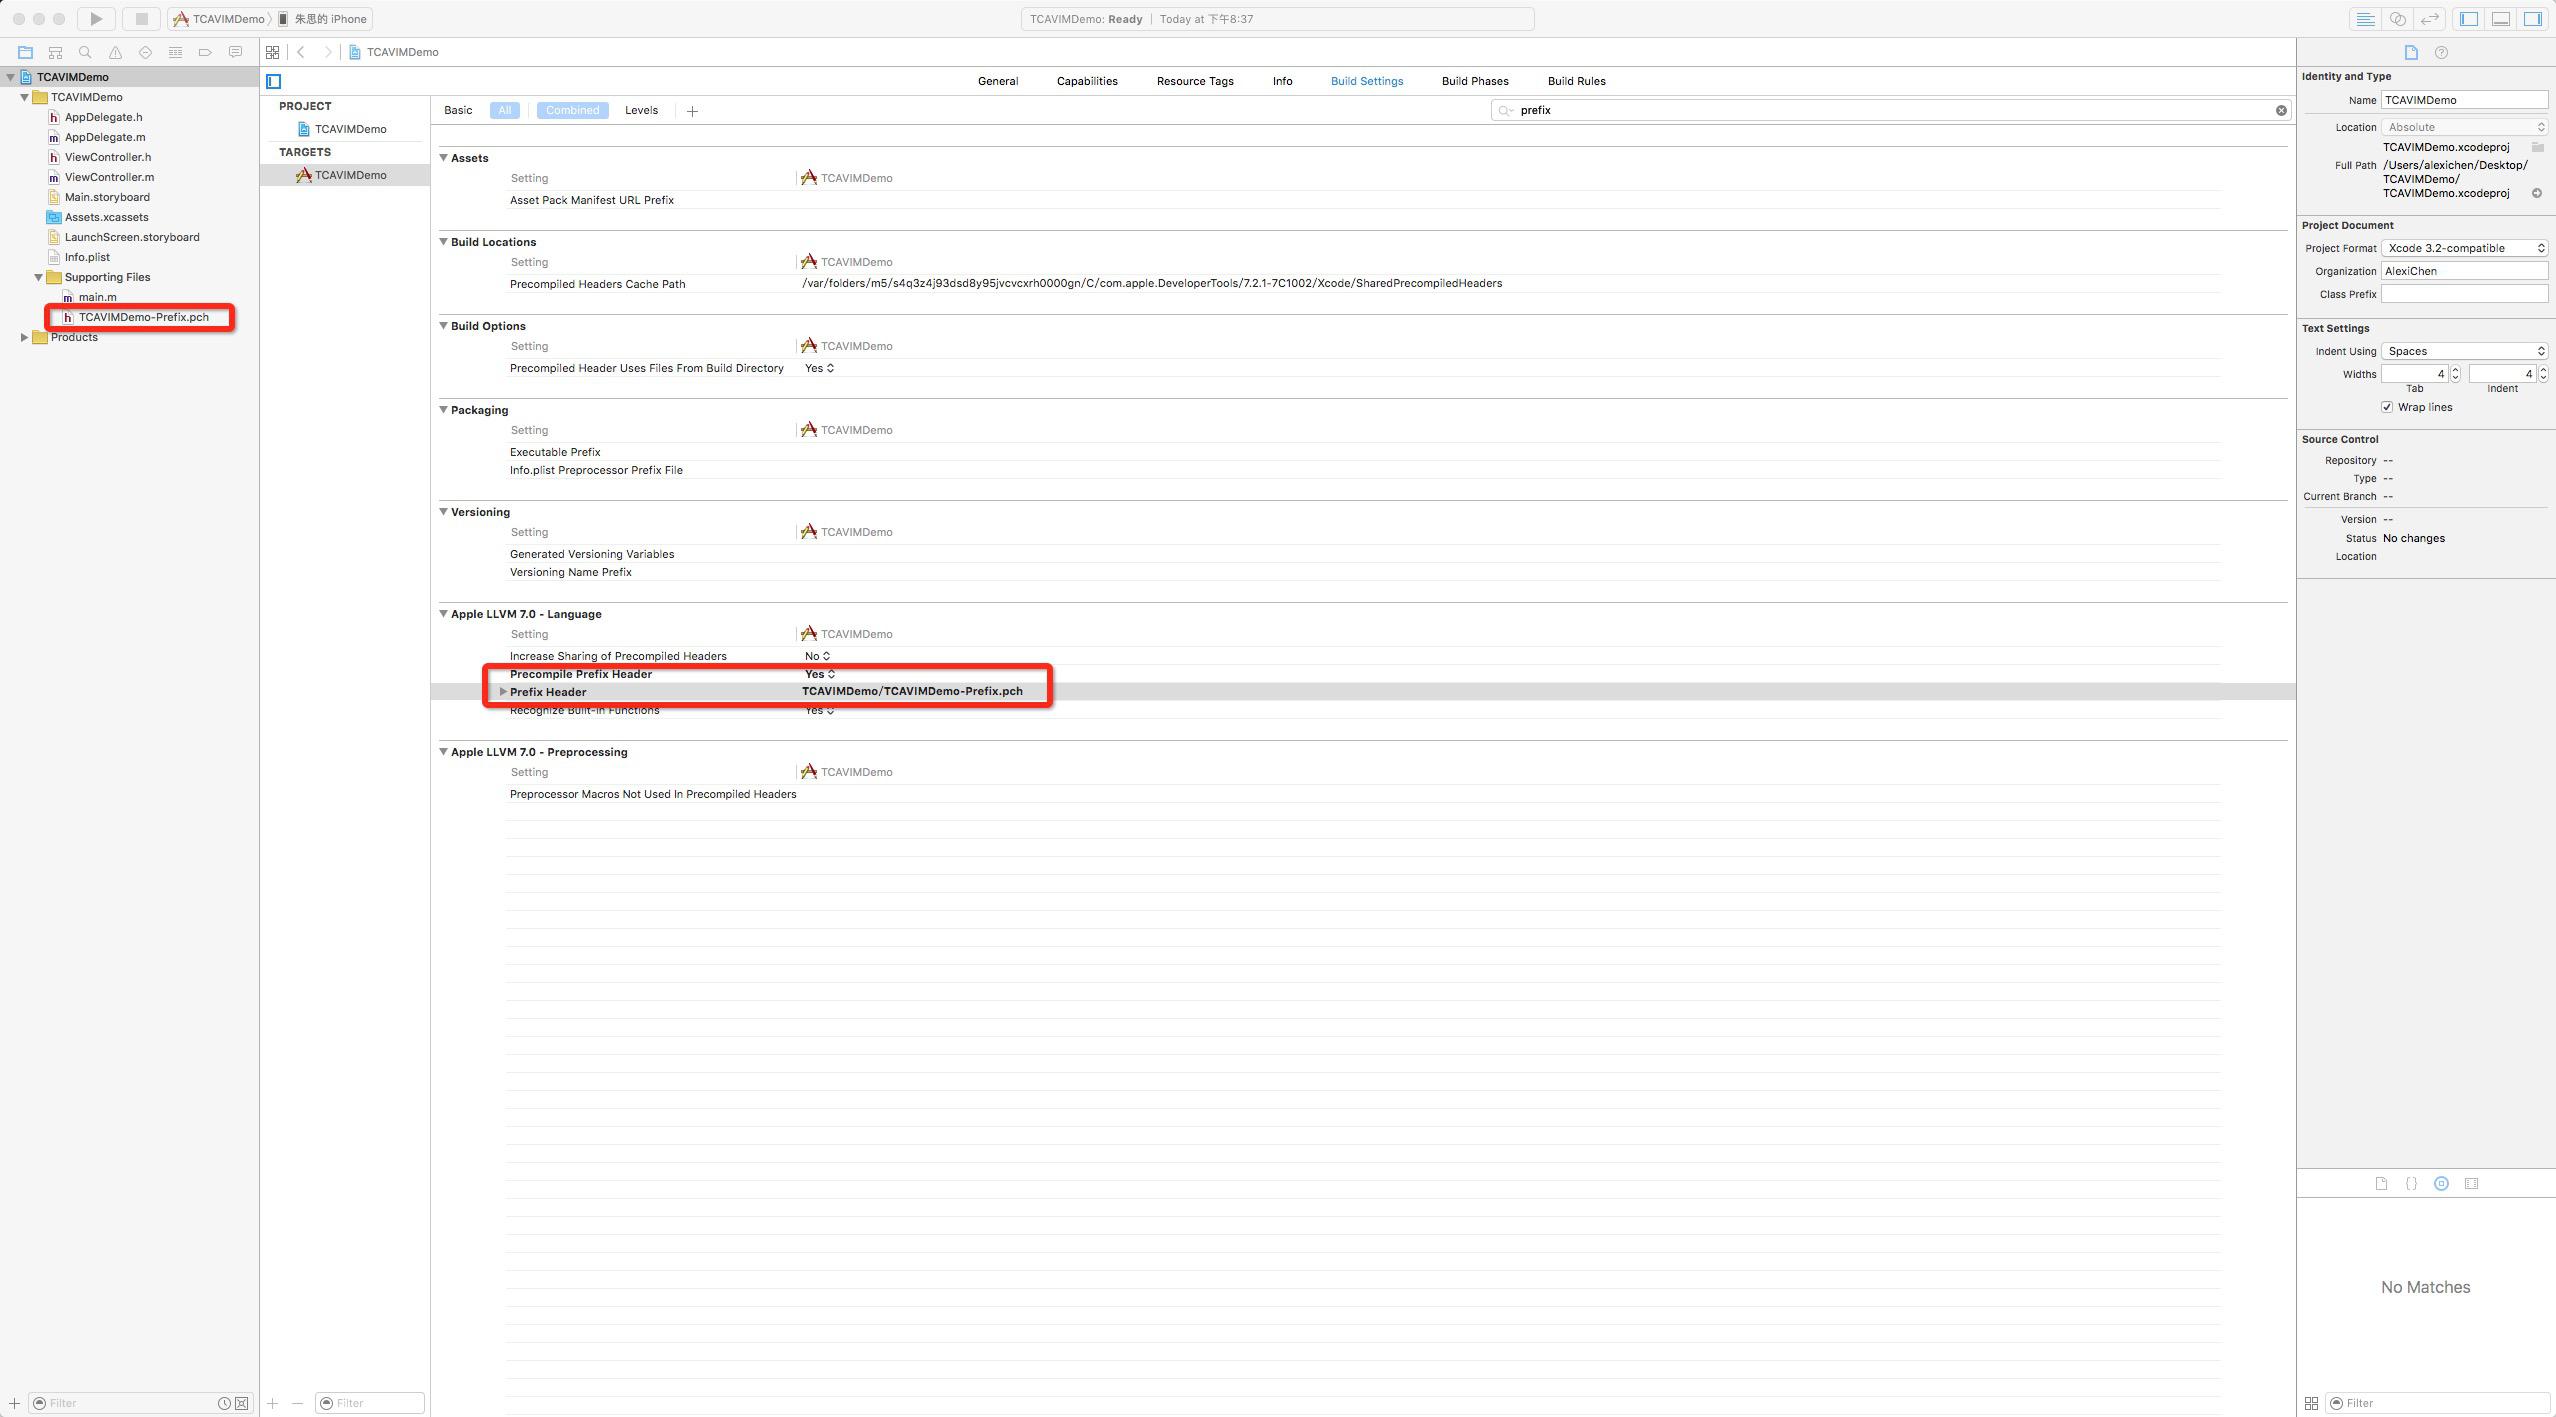 TCAVIMDemo 朱思的 iPhone
TCAVIMDemo: Ready Today at 下午8:37
TCAVIMDemo
TCAVIMDemo
TCAVIMDemo
AppDelegate.h
AppDelegate.m
ViewController.h
ViewController.m
Main.storyboard
Assets.xcassets
LaunchScreen.storyboard
Info.plist
Supporting Files
main.m
TCAVIMDemo-Prefix.pch
Products
Filter
General Capabilities Resource Tags Info Build Settings Build Phases Build Rules
PROJECT
TCAVIMDemo
TARGETS
TCAVIMDemo
Filter
Basic All Combined Levels prefix
Assets
Setting TCAVIMDemo
Asset Pack Manifest URL Prefix
Build Locations
Setting TCAVIMDemo
Precompiled Headers Cache Path /var/folders/m5/s4q3z4j93dsd8y95jvcvcxrh0000gn/C/com.apple.DeveloperTools/7.2.1-7C1002/Xcode/SharedPrecompiledHeaders
Build Options
Setting TCAVIMDemo
Precompiled Header Uses Files From Build Directory Yes
Packaging
Setting TCAVIMDemo
Executable Prefix
Info.plist Preprocessor Prefix File
Versioning
Setting TCAVIMDemo
Generated Versioning Variables
Versioning Name Prefix
Apple LLVM 7.0 - Language
Setting TCAVIMDemo
Increase Sharing of Precompiled Headers No
Precompile Prefix Header Yes
Prefix Header TCAVIMDemo/TCAVIMDemo-Prefix.pch
Recognize Built-in Functions Yes
Apple LLVM 7.0 - Preprocessing
Setting TCAVIMDemo
Preprocessor Macros Not Used In Precompiled Headers
Identity and Type
Name TCAVIMDemo
Location Absolute
TCAVIMDemo.xcodeproj
Full Path /Users/alexichen/Desktop/
TCAVIMDemo/
TCAVIMDemo.xcodeproj
Project Document
Project Format Xcode 3.2-compatible
Organization AlexiChen
Class Prefix
Text Settings
Indent Using Spaces
Widths 4 4
Tab Indent
Wrap lines
Source Control
Repository --
Type --
Current Branch --
Version --
Status No changes
Location
No Matches
Filter